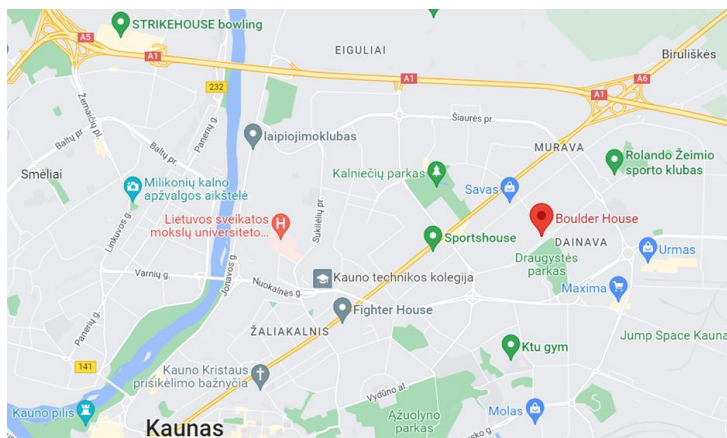 STRIKEHOUSE bowling
A5
EIGULIAI
Biruliškės
A1
A1
A6
232
A1
Žemaičių pl.
Panerių g.
Šiaurės pr.
Baltų pr.
laipiojimoklubas
MURAVA
Baltų pr.
Rolando Žeimio
sporto klubas
Smėliai
Kalniečių parkas
Milikonių kalno
apžvalgos aikštelė
Savas
Linkuvos g.
Lietuvos sveikatos
mokslų universiteto...
Sukilėlių pr.
Boulder House
Sportshouse
DAINAVA
Urmas
Draugystės
parkas
Varnių g.
Jonavos g.
Nuokalnės g.
Kauno technikos kolegija
Maxima
Fighter House
Panerių g.
ŽALIAKALNIS
Jump Space Kauna
Ktu gym
141
Kauno Kristaus
prisikėlimo bažnyčia
Vydūno al.
Kauno pilis
Kaunas
Ąžuolyno
parkas
Molas
sko g.